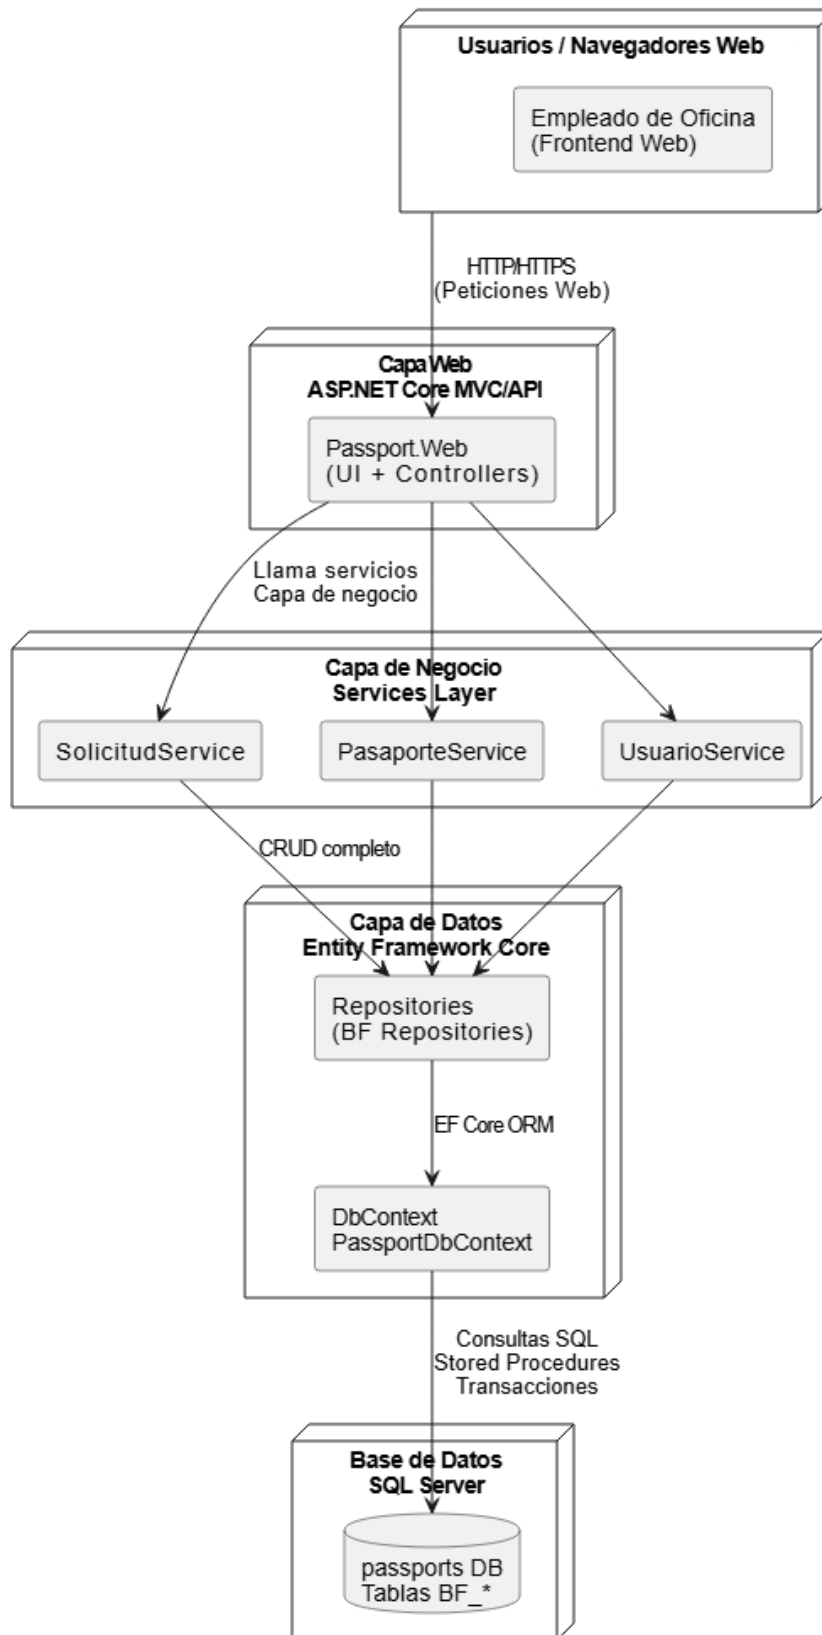 Usuarios / Navegadores Web
Empleado de Oficina
(Frontend Web)
HTTP/HTTPS
(Peticiones Web)
Capa Web
ASP.NET Core MVC/API
Passport.Web
(UI + Controllers)
Llama servicios
Capa de negocio
Capa de Negocio
Services Layer
SolicitudService
PasaporteService
UsuarioService
CRUD completo
Capa de Datos
Entity Framework Core
Repositories
(BF Repositories)
EF Core ORM
DbContext
PassportDbContext
Consultas SQL
Stored Procedures
Transacciones
Base de Datos
SQL Server
passports DB
Tablas BF_*